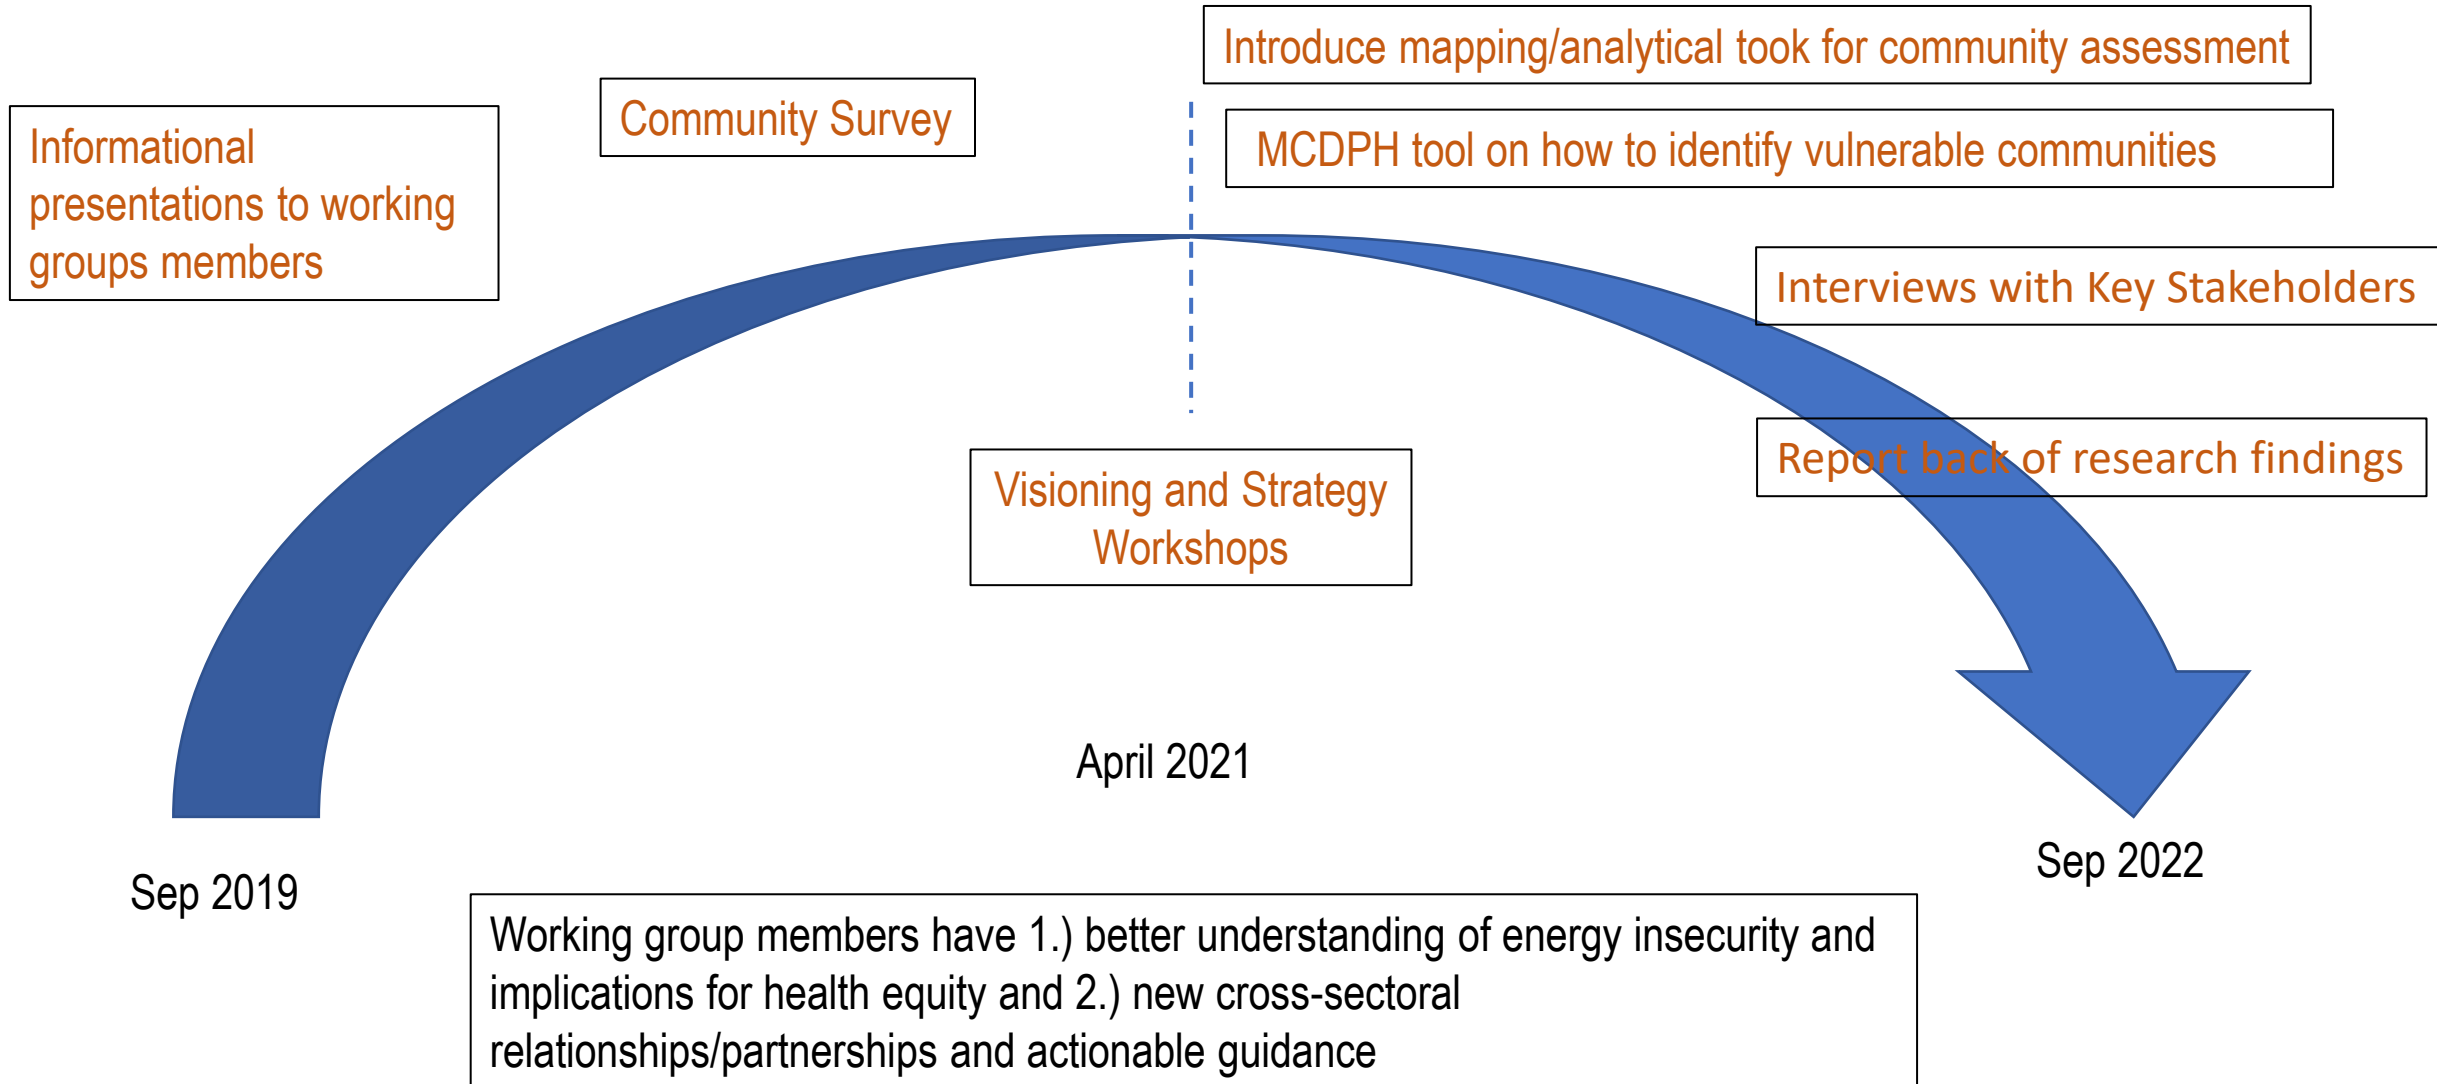 Introduce mapping/analytical took for community assessment
Community Survey
Informational
presentations to working
groups members
MCDPH tool on how to identify vulnerable communities
Interviews with Key Stakeholders
Report back of research findings
Visioning and Strategy
Workshops
April 2021
Sep 2019
Sep 2022
Working group members have 1.) better understanding of energy insecurity and
implications for health equity and 2.) new cross-sectoral
relationships/partnerships and actionable guidance